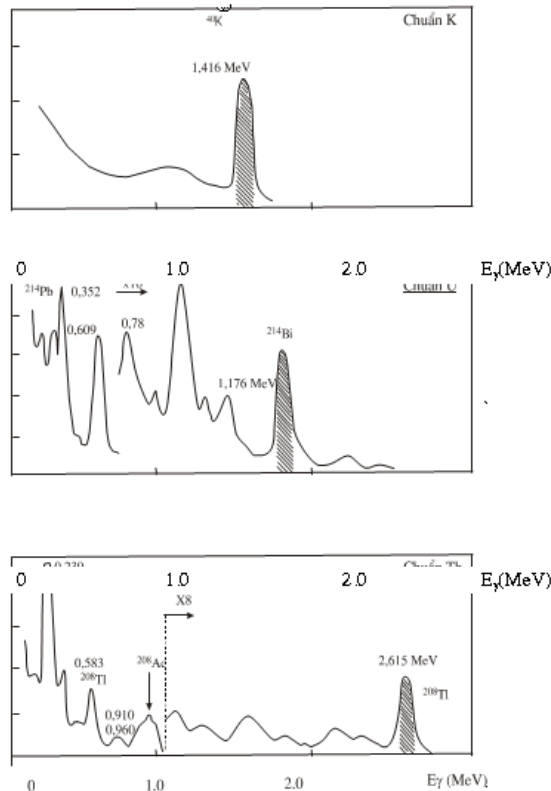 ⁴⁰K Chuẩn K
1,416 MeV
0 1.0 2.0 Eγ(MeV)
²¹⁴Pb 0,352 Chuẩn U
0,609 0,78 ²¹⁴Bi
1,176 MeV
0 1.0 2.0 Eγ(MeV)
X8
0,583 ²⁰⁸Ac 2,615 MeV
²⁰⁸Tl ²⁰⁸Tl
0,910
0,960
0 1.0 2.0 Eγ (MeV)